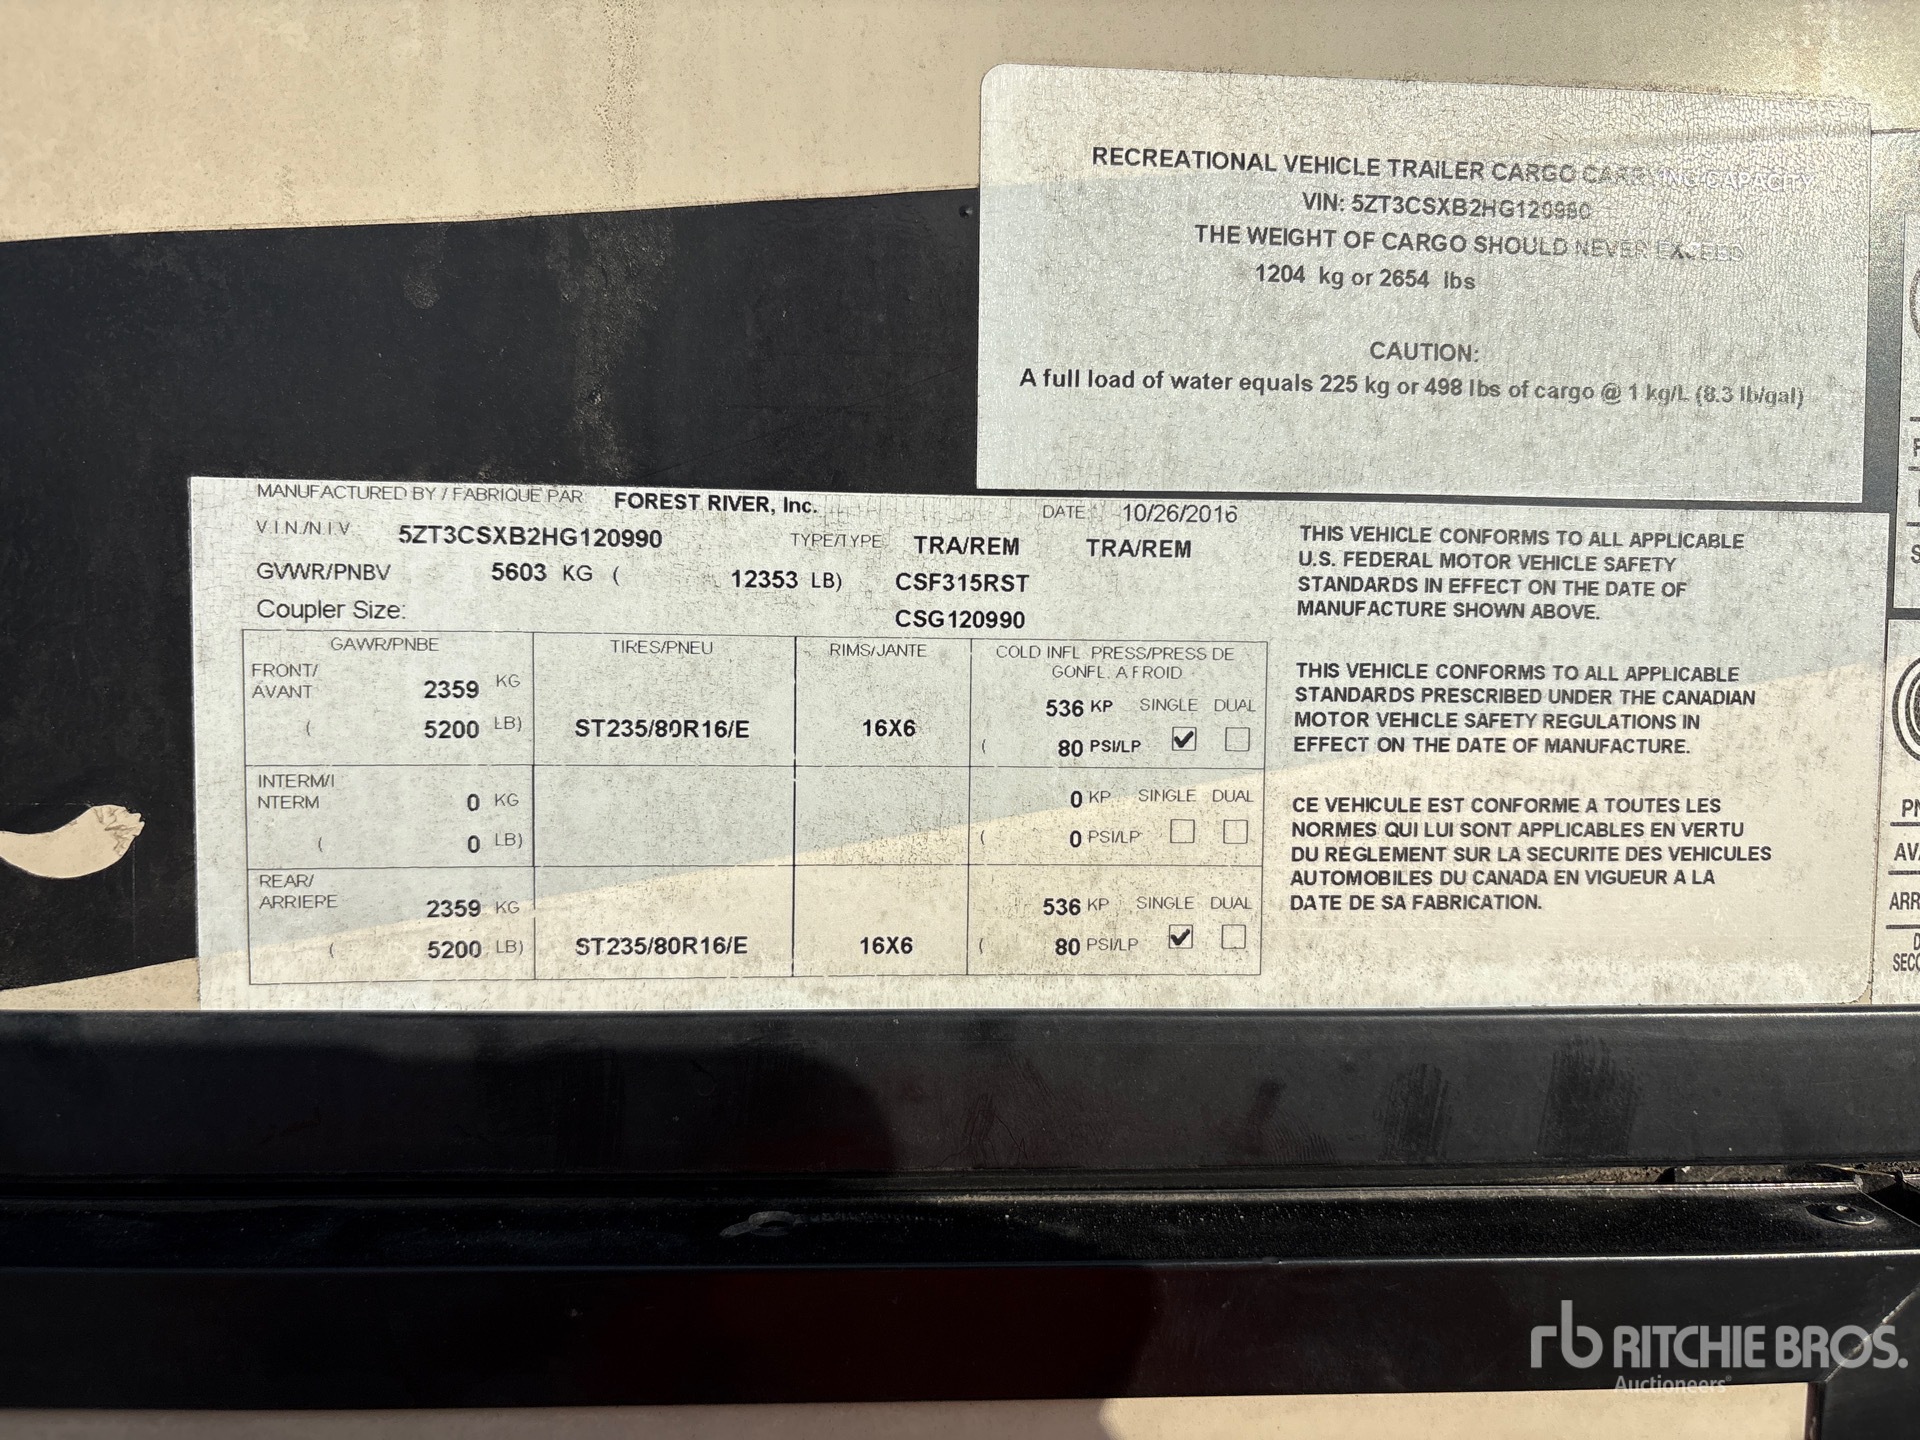 RECREATIONAL VEHICLE TRAILER CARGO CARRYING CAPACITY
VIN: 5ZT3CSXB2HG120990
THE WEIGHT OF CARGO SHOULD NEVER EXCEED
1204 kg or 2654 lbs
CAUTION:
A full load of water equals 225 kg or 498 lbs of cargo @ 1 kg/L (8.3 lb/gal)
MANUFACTURED BY / FABRIQUE PAR: FOREST RIVER, Inc. DATE: 10/26/2016
V.I.N./N.I.V. 5ZT3CSXB2HG120990 TYPE/TYPE TRA/REM TRA/REM
GVWR/PNBV 5603 KG ( 12353 LB) CSF315RST
Coupler Size: CSG120990
GAWR/PNBE TIRES/PNEU RIMS/JANTE COLD INFL PRESS/PRESS DE
GONFL. A FROID
FRONT/
AVANT 2359 KG 536 KP SINGLE DUAL
( 5200 LB) ST235/80R16/E 16X6 ( 80 PSI/LP
INTERM/I
NTERM 0 KG 0 KP SINGLE DUAL
( 0 LB) ( 0 PSI/LP
REAR/
ARRIERE 2359 KG 536 KP SINGLE DUAL
( 5200 LB) ST235/80R16/E 16X6 ( 80 PSI/LP
THIS VEHICLE CONFORMS TO ALL APPLICABLE
U.S. FEDERAL MOTOR VEHICLE SAFETY
STANDARDS IN EFFECT ON THE DATE OF
MANUFACTURE SHOWN ABOVE.
THIS VEHICLE CONFORMS TO ALL APPLICABLE
STANDARDS PRESCRIBED UNDER THE CANADIAN
MOTOR VEHICLE SAFETY REGULATIONS IN
EFFECT ON THE DATE OF MANUFACTURE.
CE VEHICULE EST CONFORME A TOUTES LES
NORMES QUI LUI SONT APPLICABLES EN VERTU
DU REGLEMENT SUR LA SECURITE DES VEHICULES
AUTOMOBILES DU CANADA EN VIGUEUR A LA
DATE DE SA FABRICATION.
rb RITCHIE BROS.
Auctioneers